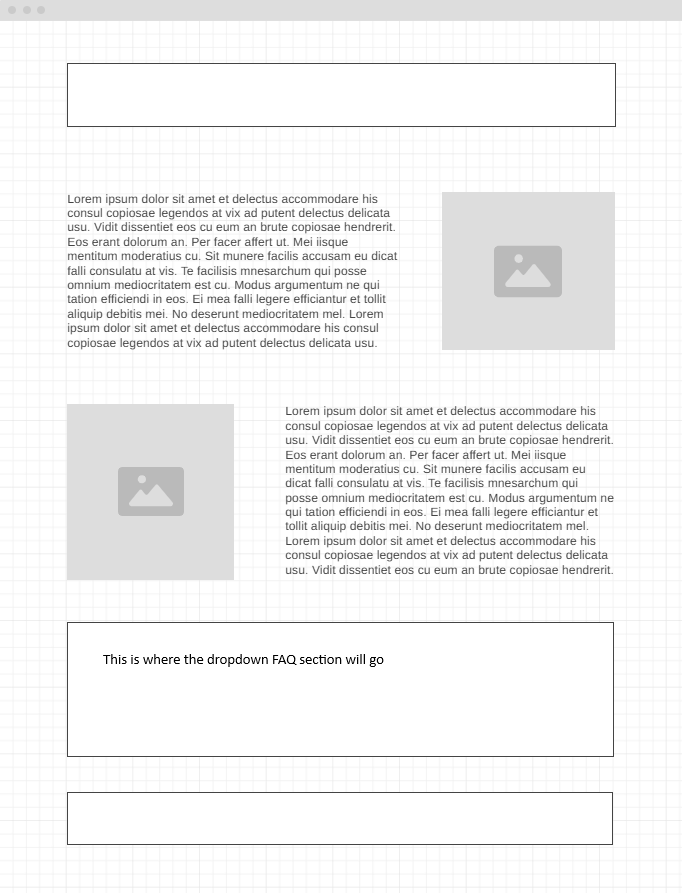 Lorem ipsum dolor sit amet et delectus accommodare his
consul copiosae legendos at vix ad putent delectus delicata
usu. Vidit dissentiet eos cu eum an brute copiosae hendrerit.
Eos erant dolorum an. Per facer affert ut. Mei iisque
mentitum moderatius cu. Sit munere facilis accusam eu dicat
falli consulatu at vis. Te facilisis mnesarchum qui posse
omnium mediocritatem est cu. Modus argumentum ne qui
tation efficiendi in eos. Ei mea falli legere efficiantur et tollit
aliquip debitis mei. No deserunt mediocritatem mel. Lorem
ipsum dolor sit amet et delectus accommodare his consul
copiosae legendos at vix ad putent delectus delicata usu.
Lorem ipsum dolor sit amet et delectus accommodare his
consul copiosae legendos at vix ad putent delectus delicata
usu. Vidit dissentiet eos cu eum an brute copiosae hendrerit.
Eos erant dolorum an. Per facer affert ut. Mei iisque
mentitum moderatius cu. Sit munere facilis accusam eu
dicat falli consulatu at vis. Te facilisis mnesarchum qui
posse omnium mediocritatem est cu. Modus argumentum ne
qui tation efficiendi in eos. Ei mea falli legere efficiantur et
tollit aliquip debitis mei. No deserunt mediocritatem mel.
Lorem ipsum dolor sit amet et delectus accommodare his
consul copiosae legendos at vix ad putent delectus delicata
usu. Vidit dissentiet eos cu eum an brute copiosae hendrerit.
This is where the dropdown FAQ section will go